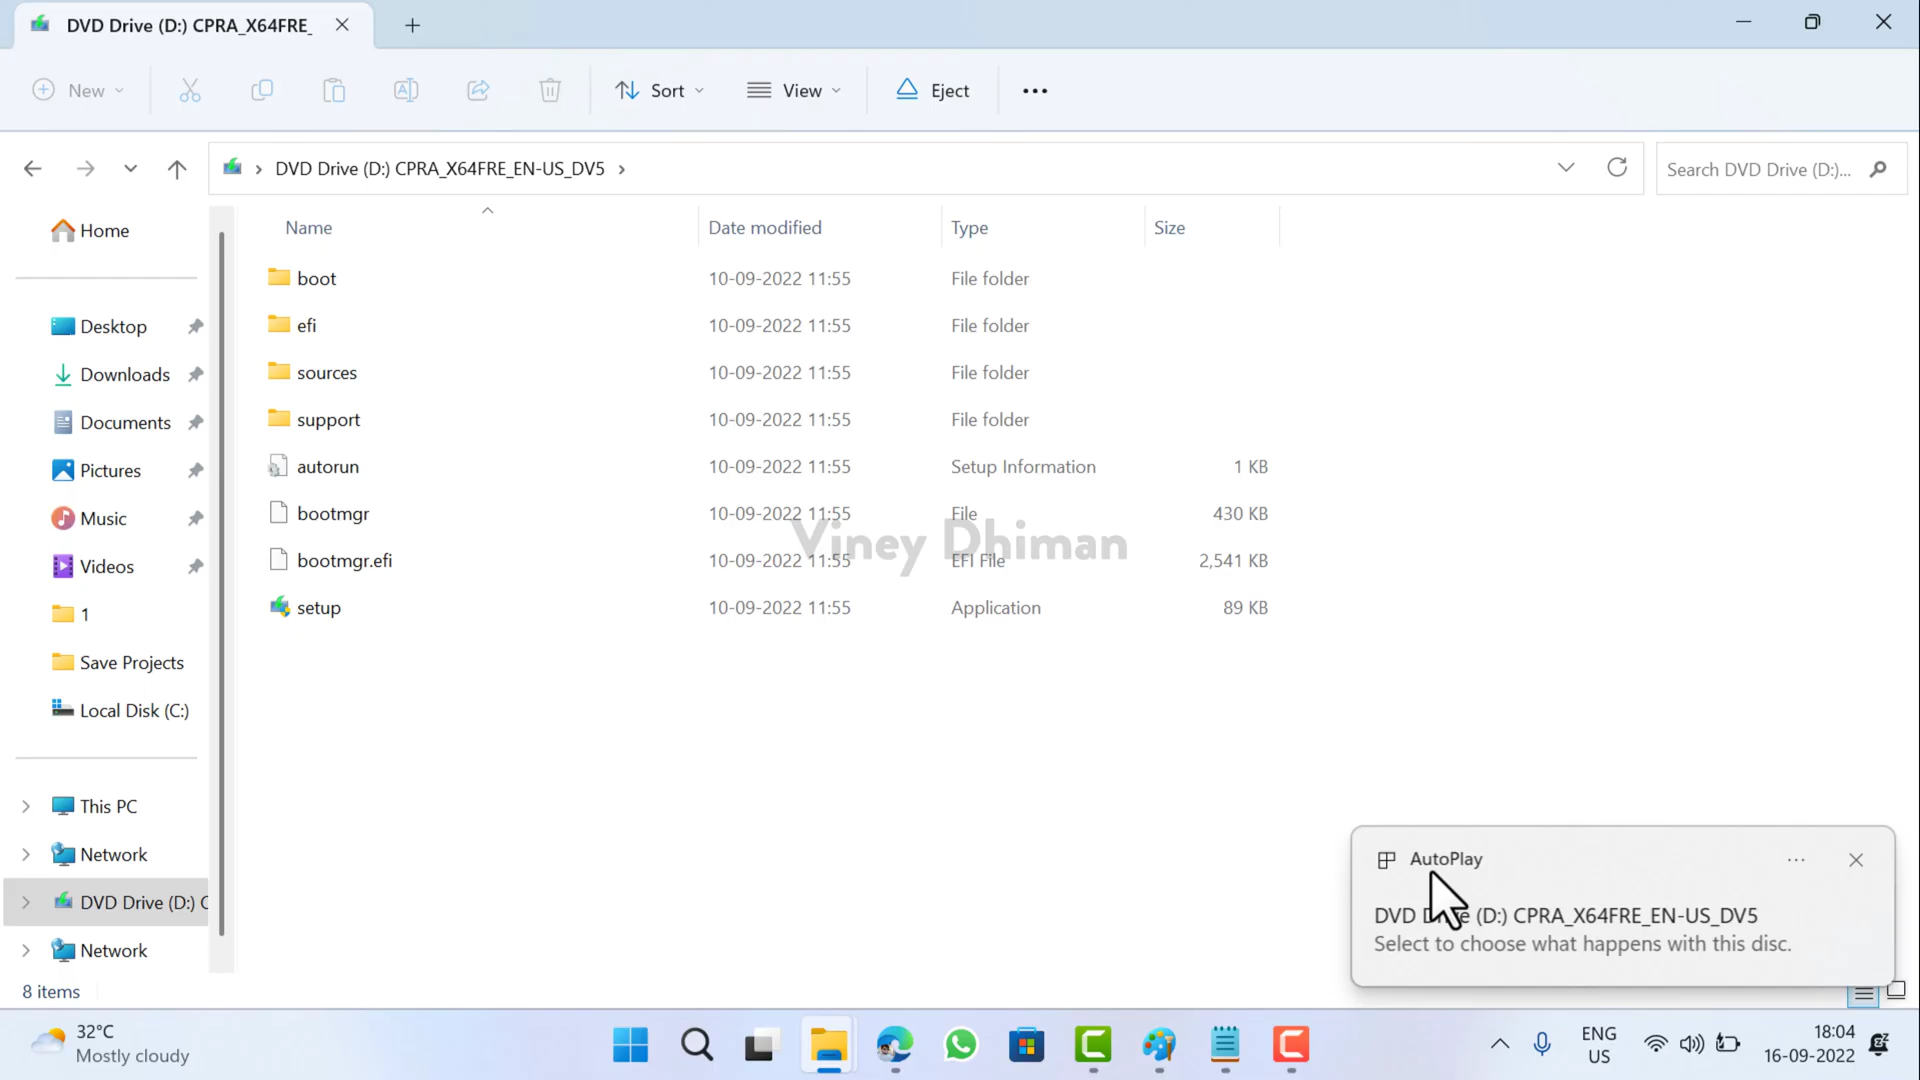 DVD Drive (D:) CPRA_X64FRE_
New
Sort
View
Eject
DVD Drive (D:) CPRA_X64FRE_EN-US_DV5
Search DVD Drive (D:)...
Name Date modified Type Size
Home
Desktop
Downloads
Documents
Pictures
Music
Videos
1
Save Projects
Local Disk (C:)
This PC
Network
DVD Drive (D:) C
Network
boot 10-09-2022 11:55 File folder
efi 10-09-2022 11:55 File folder
sources 10-09-2022 11:55 File folder
support 10-09-2022 11:55 File folder
autorun 10-09-2022 11:55 Setup Information 1 KB
bootmgr 10-09-2022 11:55 File 430 KB
Viney Dhiman
bootmgr.efi 10-09-2022 11:55 EFI File 2,541 KB
setup 10-09-2022 11:55 Application 89 KB
AutoPlay
DVD Drive (D:) CPRA_X64FRE_EN-US_DV5
Select to choose what happens with this disc.
8 items
32°C
Mostly cloudy
ENG
US
18:04
16-09-2022